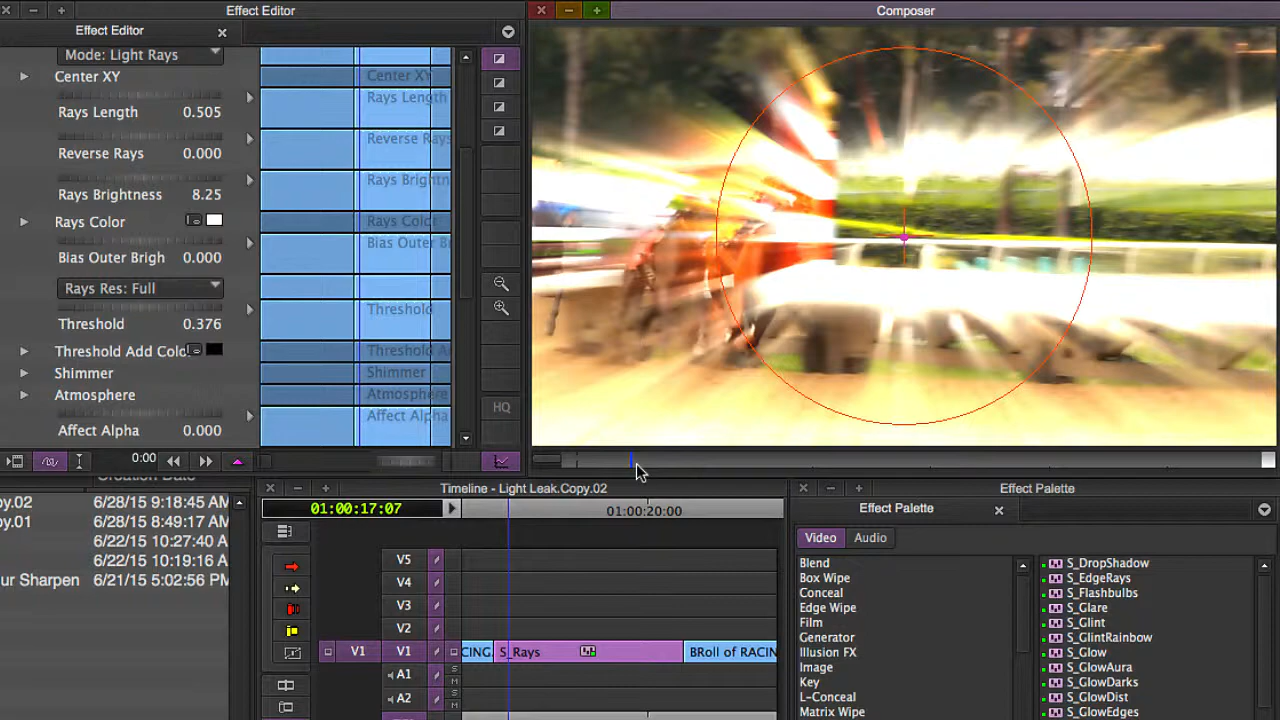 Effect Editor
Composer
Effect Editor
Mode: Light Rays
Center XY
Center XY
Rays Length 0.505
Rays Length
Reverse Rays 0.000
Reverse Rays
Rays Brightness 8.25
Rays Brightn
Rays Color
Rays Color
Bias Outer Brigh 0.000
Bias Outer Br
Rays Res: Full
Threshold 0.376
Threshold
Threshold Add Colo
Threshold A
Shimmer
Shimmer
Atmosphere
Atmosphere
Affect Alpha 0.000
Affect Alpha
HQ
0:00
Creation Date
py.02 6/28/15 9:18:45 AM
py.01 6/28/15 8:49:17 AM
6/22/15 10:27:40 A
6/22/15 10:19:16 A
ur Sharpen 6/21/15 5:02:56 PM
Timeline - Light Leak.Copy.02
01:00:17:07
01:00:20:00
V5
V4
V3
V2
V1 V1
CING. S_Rays BRoll of RACIN
A1 S M
A2 S M
Effect Palette
Effect Palette
Video Audio
Blend
Box Wipe
Conceal
Edge Wipe
Film
Generator
Illusion FX
Image
Key
L-Conceal
Matrix Wipe
S_DropShadow
S_EdgeRays
S_Flashbulbs
S_Glare
S_Glint
S_GlintRainbow
S_Glow
S_GlowAura
S_GlowDarks
S_GlowDist
S_GlowEdges